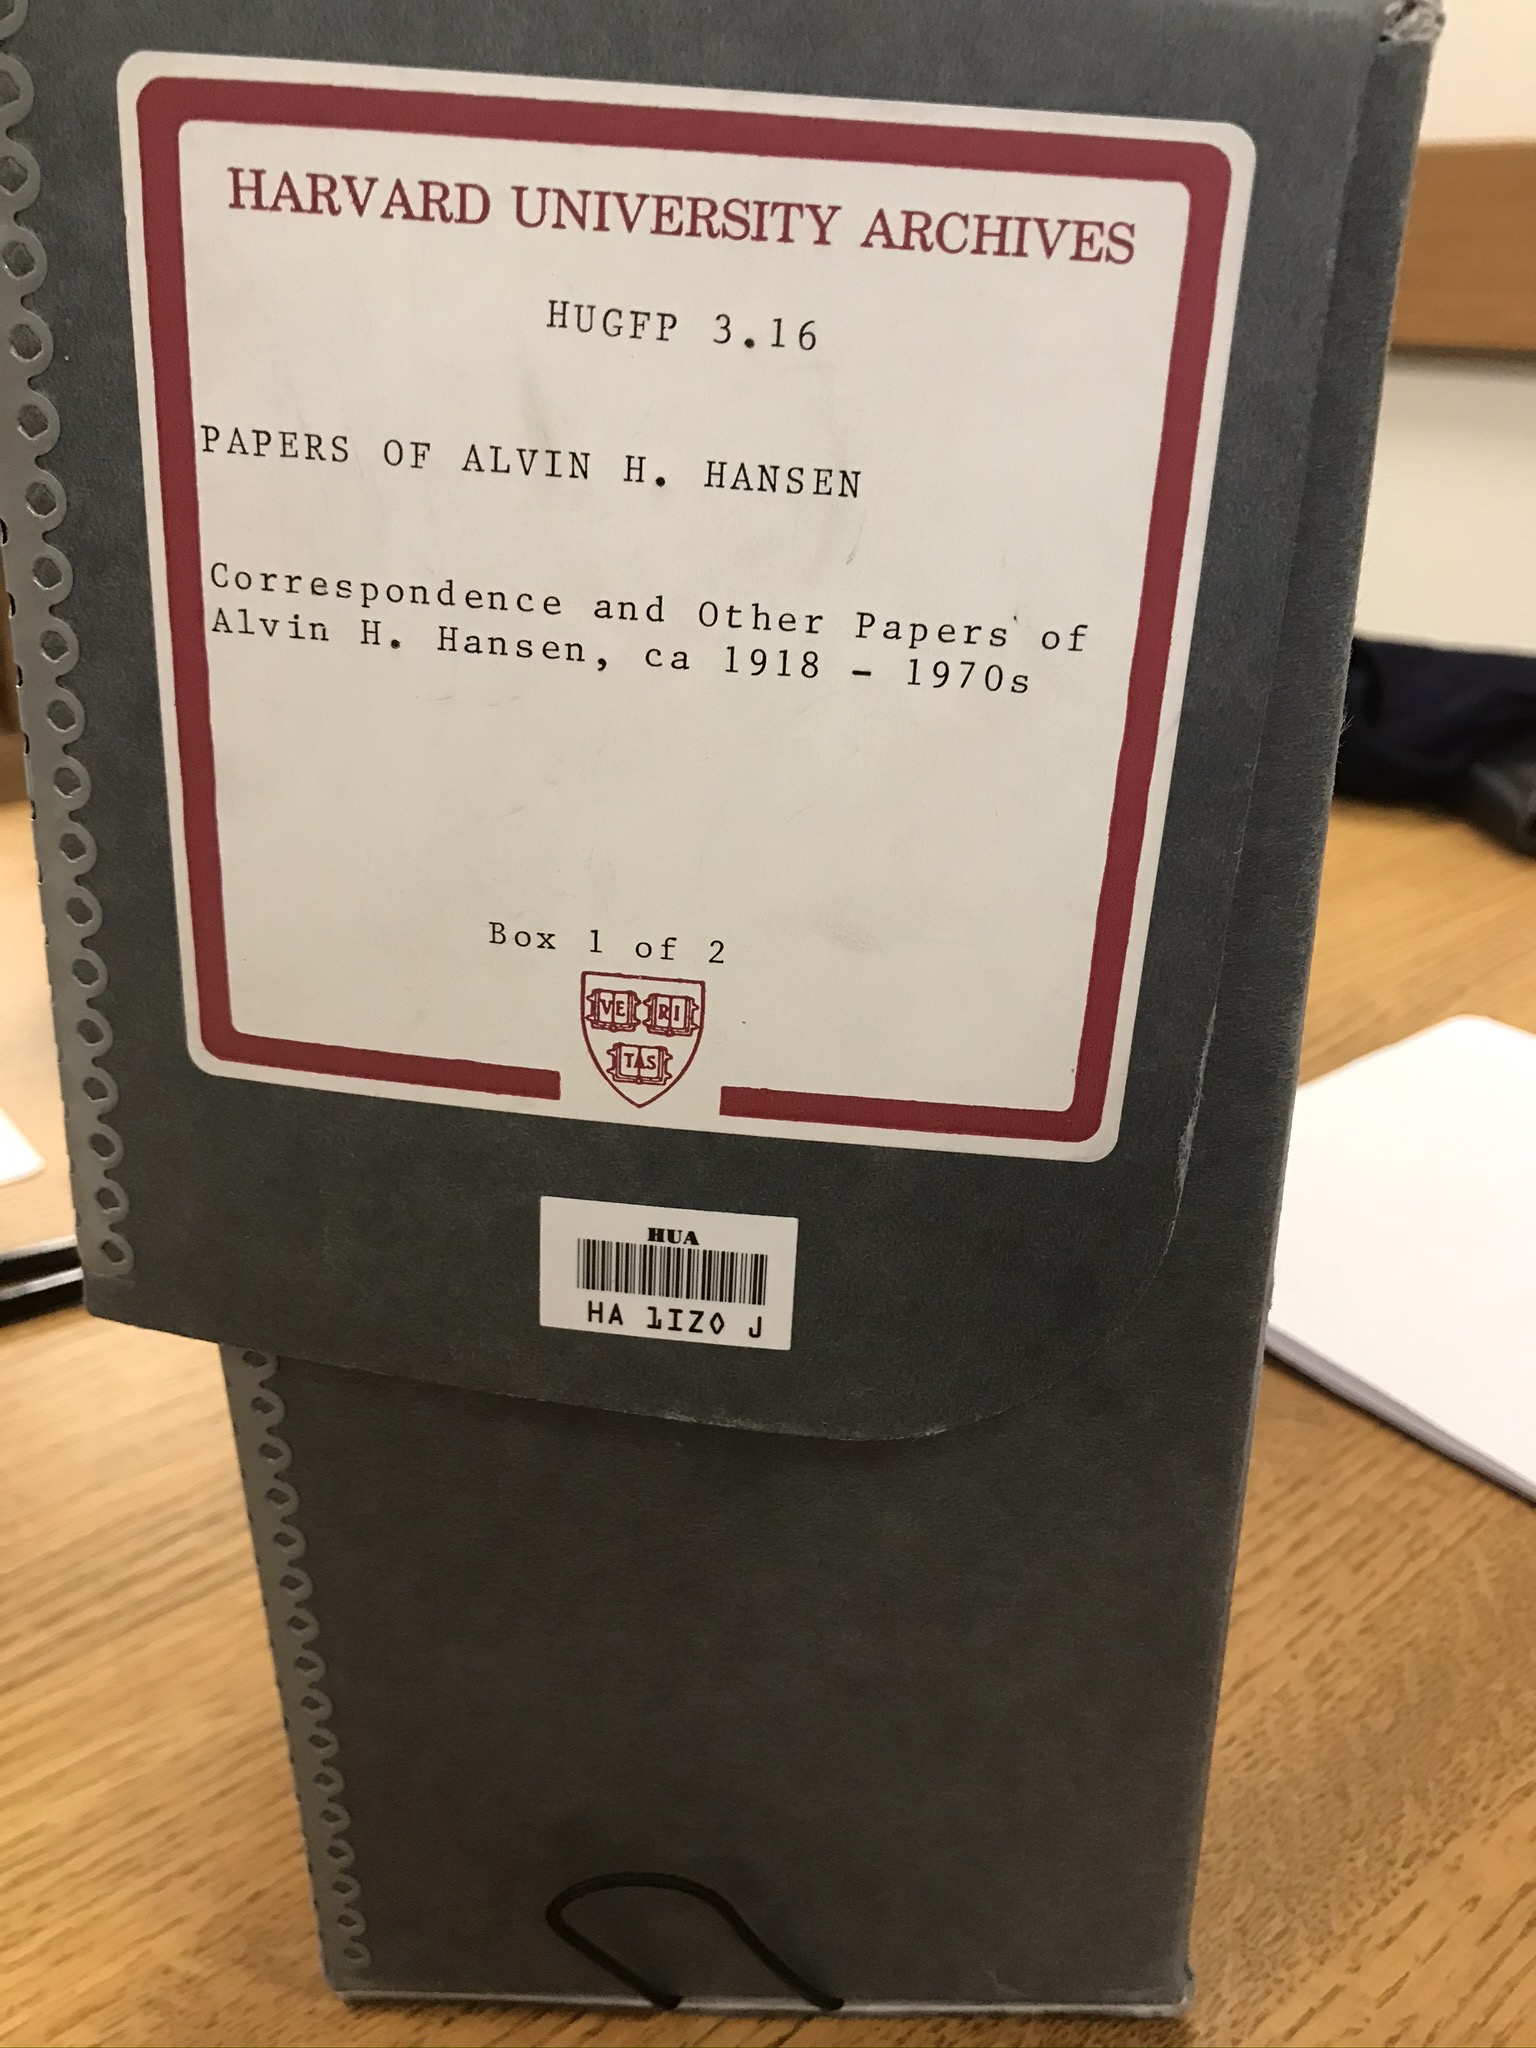 HARVARD UNIVERSITY ARCHIVES
HUGFP 3.16
PAPERS OF ALVIN H. HANSEN
Correspondence and Other Papers of
Alvin H. Hansen, ca 1918 - 1970s
Box 1 of 2
VE RI
TAS
HUA
HA 1IZ0 J